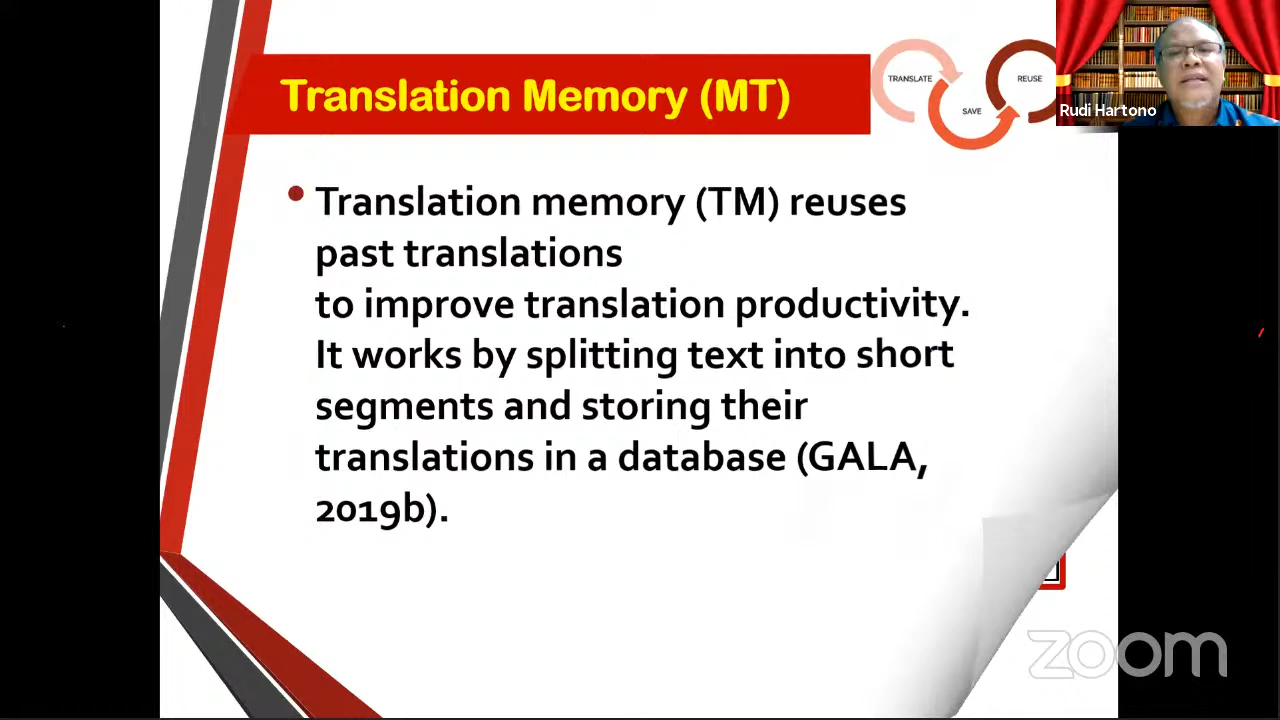 Translation Memory (MT)
TRANSLATE
SAVE
REUSE
Rudi Hartono
• Translation memory (TM) reuses
past translations
to improve translation productivity.
It works by splitting text into short
segments and storing their
translations in a database (GALA,
2019b).
zoom